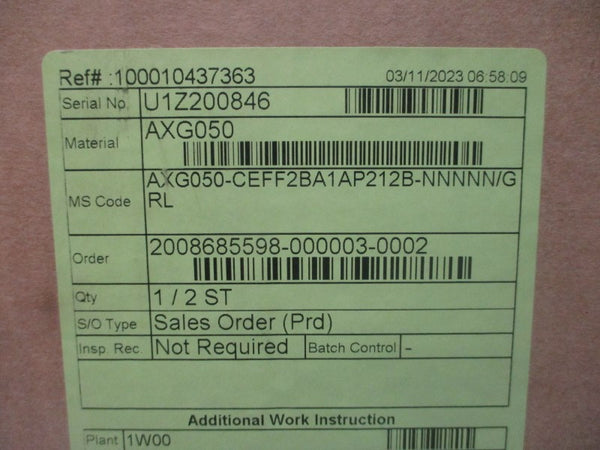 Ref# :100010437363 03/11/2023 06:58:09
Serial No. U1Z200846
Material AXG050
MS Code AXG050-CEFF2BA1AP212B-NNNNN/G
RL
Order 2008685598-000003-0002
Qty 1 / 2 ST
S/O Type Sales Order (Prd)
Insp. Rec. Not Required Batch Control -
Additional Work Instruction
Plant 1W00